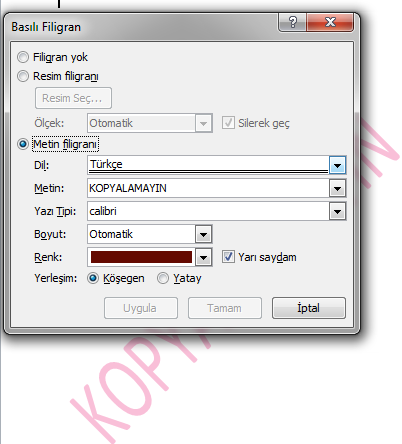 Basılı Filigran
Filigran yok
Resim filigranı
Resim Seç...
Ölçek: Otomatik Silerek geç
Metin filigranı
Dil: Türkçe
Metin: KOPYALAMAYIN
Yazı Tipi: calibri
Boyut: Otomatik
Renk: Yarı saydam
Yerleşim: Köşegen Yatay
Uygula Tamam İptal